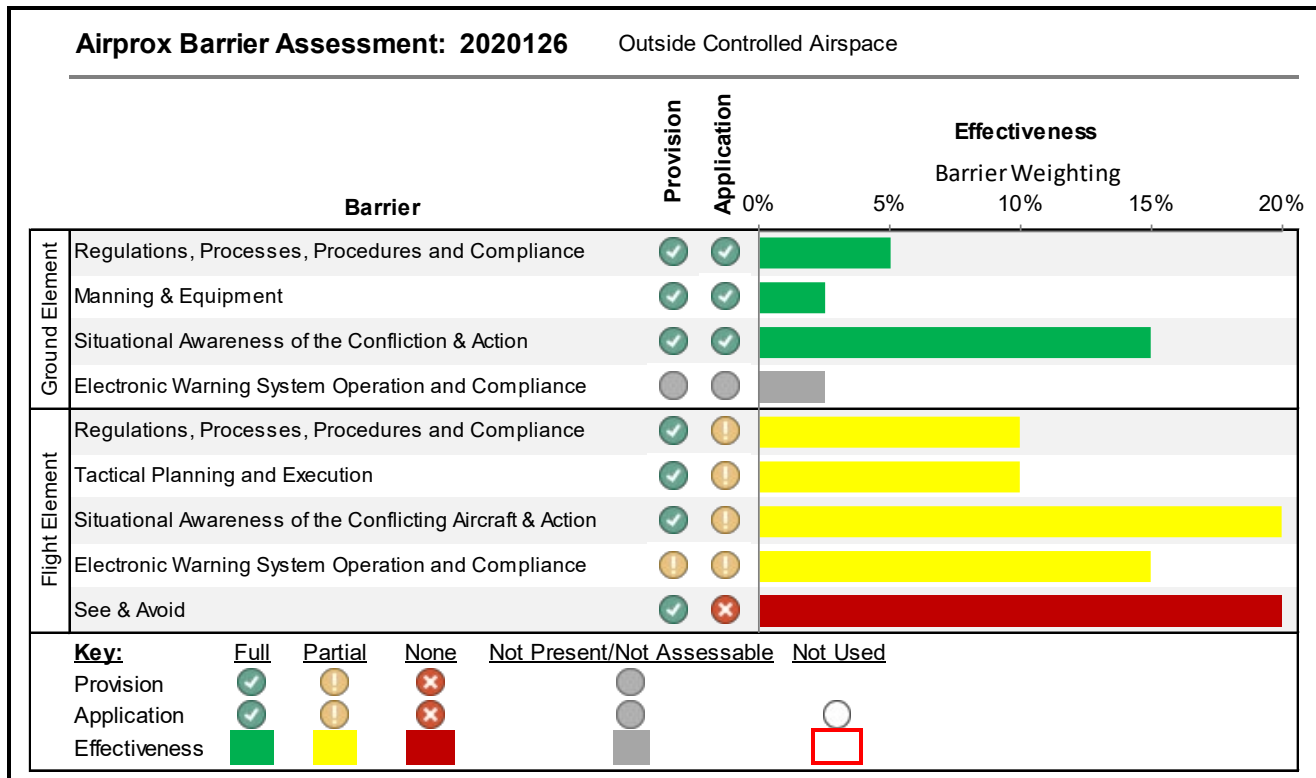 Airprox Barrier Assessment: 2020126 Outside Controlled Airspace
Provision
Application
Effectiveness
Barrier Weighting
Barrier
0% 5% 10% 15% 20%
Ground Element
Regulations, Processes, Procedures and Compliance
Manning & Equipment
Situational Awareness of the Confliction & Action
Electronic Warning System Operation and Compliance
Flight Element
Regulations, Processes, Procedures and Compliance
Tactical Planning and Execution
Situational Awareness of the Conflicting Aircraft & Action
Electronic Warning System Operation and Compliance
See & Avoid
Key: Full Partial None Not Present/Not Assessable Not Used
Provision
Application
Effectiveness